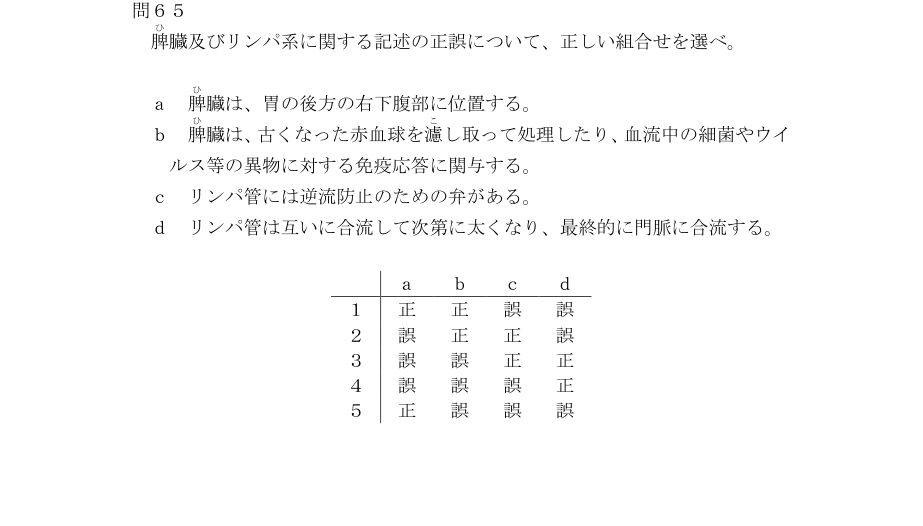 問６５
脾臓及びリンパ系に関する記述の正誤について、正しい組合せを選べ。
ａ　脾臓は、胃の後方の右下腹部に位置する。
ｂ　脾臓は、古くなった赤血球を濾し取って処理したり、血流中の細菌やウイ
ルス等の異物に対する免疫応答に関与する。
ｃ　リンパ管には逆流防止のための弁がある。
ｄ　リンパ管は互いに合流して次第に太くなり、最終的に門脈に合流する。
ａ　ｂ　ｃ　ｄ
１　正　正　誤　誤
２　誤　正　正　誤
３　誤　誤　正　正
４　誤　誤　誤　正
５　正　誤　誤　誤